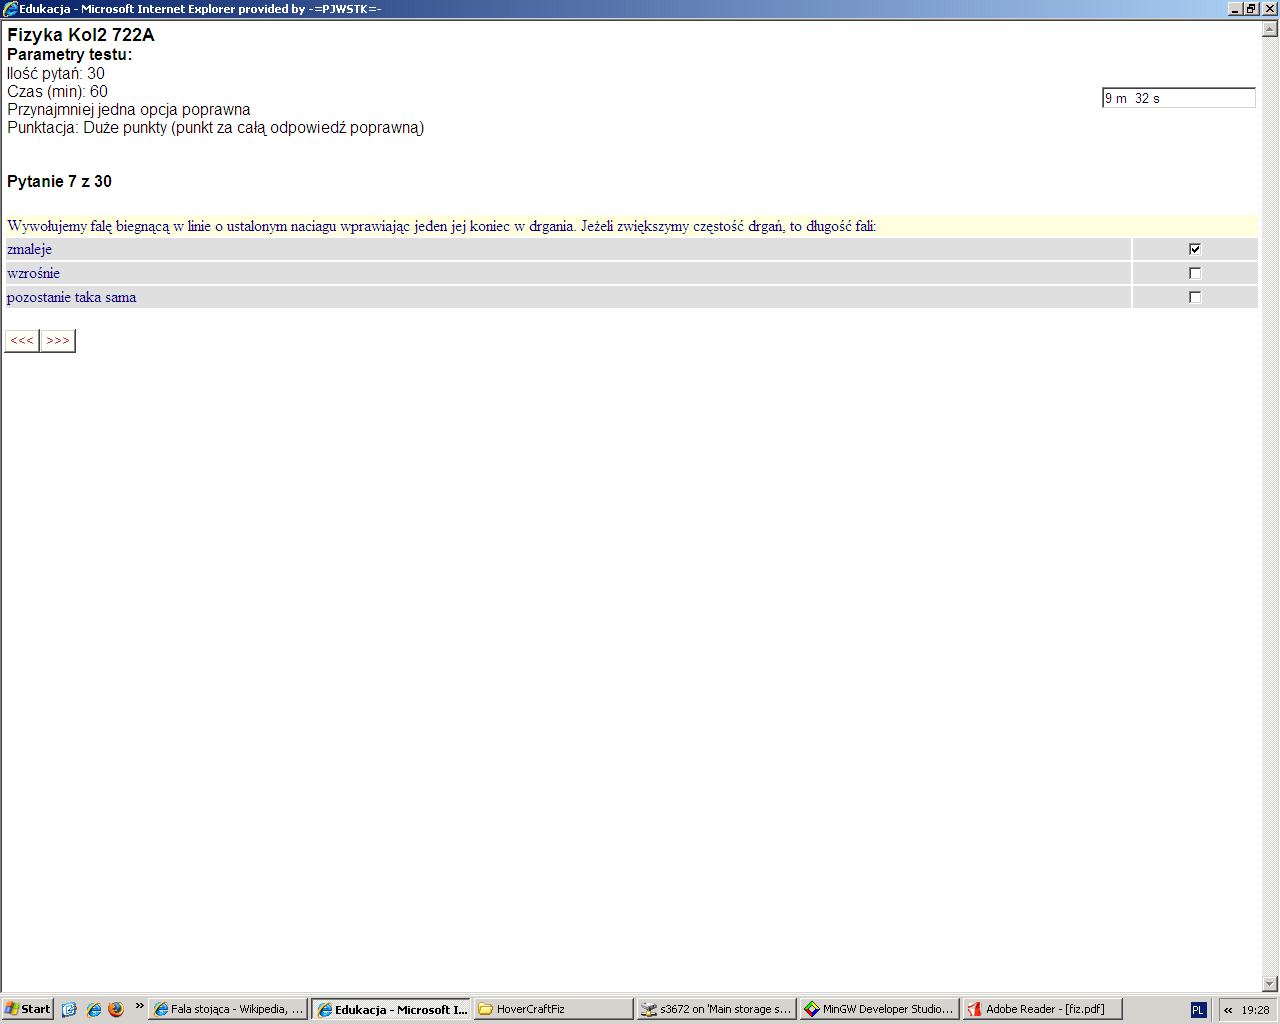 Edukacja - Microsoft Internet Explorer provided by -=PJWSTK=-
Fizyka Kol2 722A
Parametry testu:
Ilość pytań: 30
Czas (min): 60
9 m 32 s
Przynajmniej jedna opcja poprawna
Punktacja: Duże punkty (punkt za całą odpowiedź poprawną)
Pytanie 7 z 30
Wywołujemy falę biegnącą w linie o ustalonym naciagu wprawiając jeden jej koniec w drgania. Jeżeli zwiększymy częstość drgań, to długość fali:
zmaleje
wzrośnie
pozostanie taka sama
<<< >>>
Start » Fala stojąca - Wikipedia, ... Edukacja - Microsoft I... HoverCraftFiz s3672 on 'Main storage s... MinGW Developer Studio... Adobe Reader - [fiz.pdf] PL « 19:28